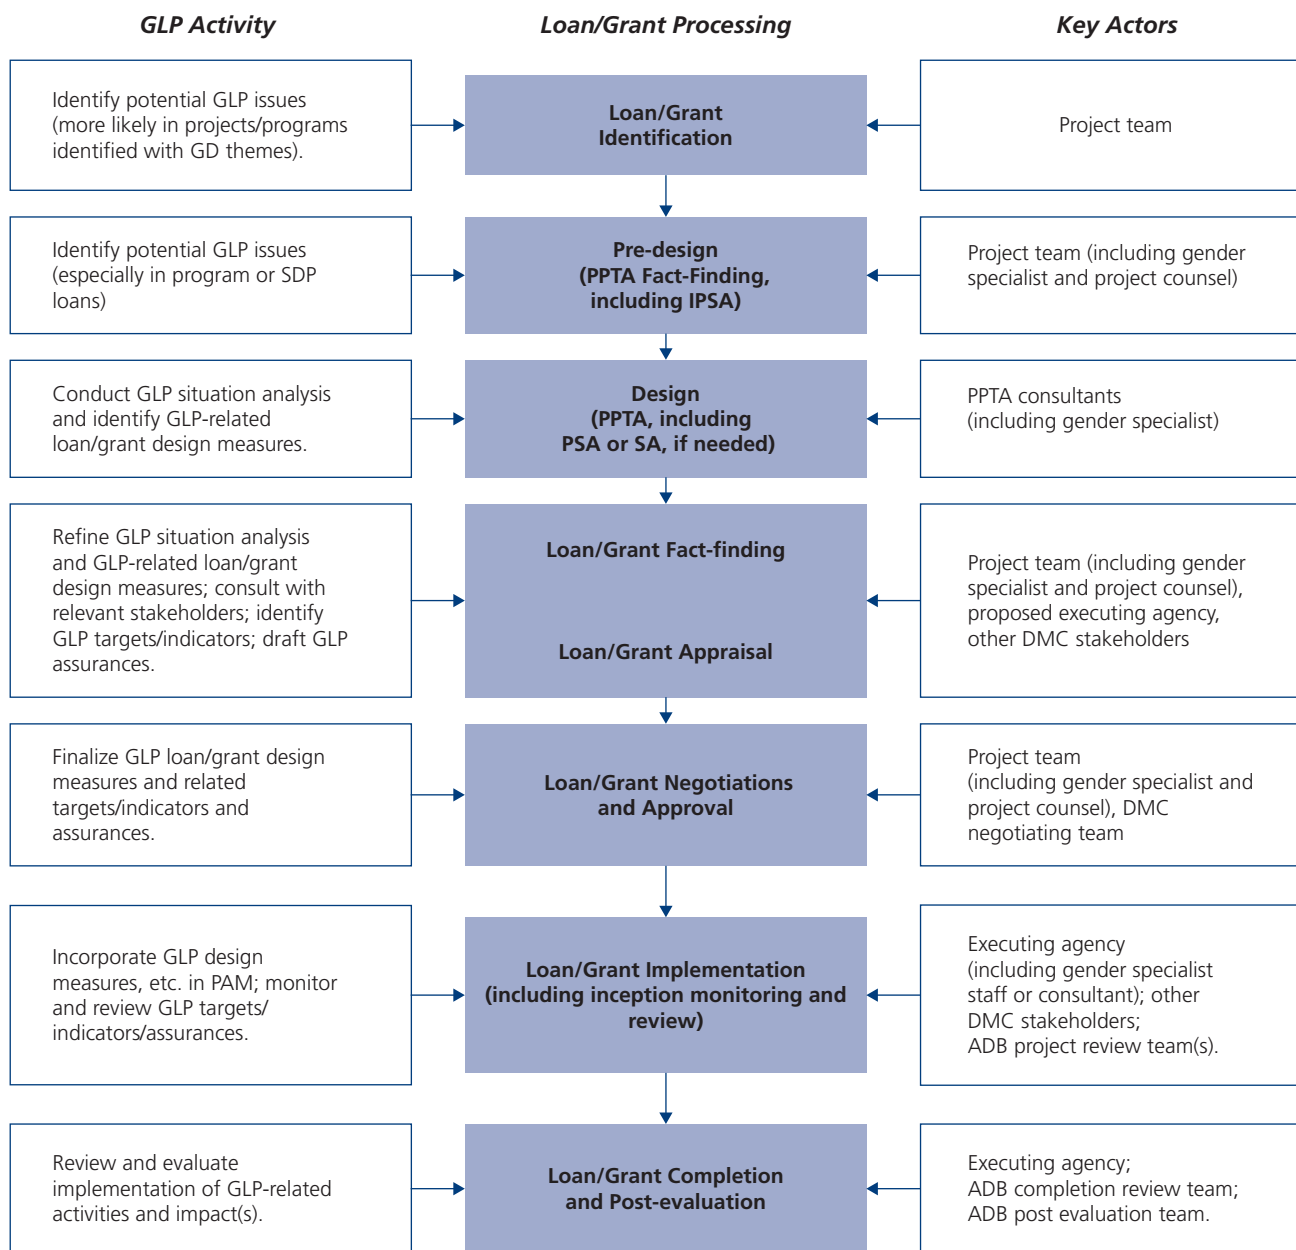 GLP Activity
Loan/Grant Processing
Key Actors
Identify potential GLP issues
(more likely in projects/programs
identified with GD themes).
Loan/Grant
Identification
Project team
Identify potential GLP issues
(especially in program or SDP
loans)
Pre-design
(PPTA Fact-Finding,
including IPSA)
Project team (including gender
specialist and project counsel)
Conduct GLP situation analysis
and identify GLP-related
loan/grant design measures.
Design
(PPTA, including
PSA or SA, if needed)
PPTA consultants
(including gender specialist)
Refine GLP situation analysis
and GLP-related loan/grant
design measures; consult with
relevant stakeholders; identify
GLP targets/indicators; draft GLP
assurances.
Loan/Grant Fact-finding
Loan/Grant Appraisal
Project team (including gender
specialist and project counsel),
proposed executing agency,
other DMC stakeholders
Finalize GLP loan/grant design
measures and related
targets/indicators and
assurances.
Loan/Grant Negotiations
and Approval
Project team
(including gender specialist and
project counsel), DMC
negotiating team
Incorporate GLP design
measures, etc. in PAM; monitor
and review GLP targets/
indicators/assurances.
Loan/Grant Implementation
(including inception monitoring and
review)
Executing agency
(including gender specialist
staff or consultant); other
DMC stakeholders;
ADB project review team(s).
Review and evaluate
implementation of GLP-related
activities and impact(s).
Loan/Grant Completion
and Post-evaluation
Executing agency;
ADB completion review team;
ADB post evaluation team.